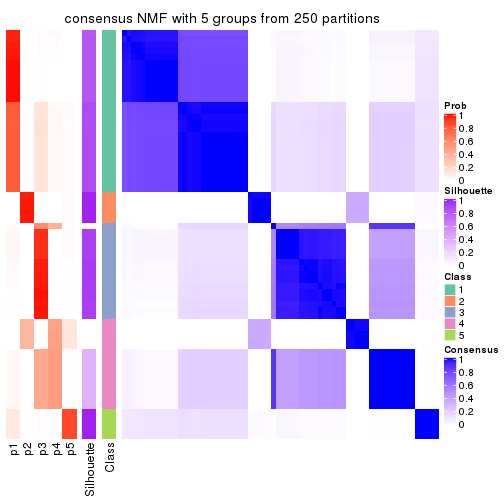 consensus NMF with 5 groups from 250 partitions
Prob
1
0.8
0.6
0.4
0.2
0
Silhouette
1
0.8
0.6
0.4
0.2
0
Class
1
2
3
4
5
Consensus
1
0.8
0.6
0.4
0.2
0
p1
p2
p3
p4
p5
Silhouette
Class